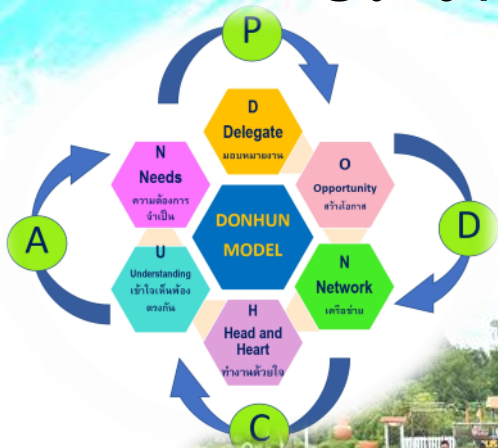 P
D
Delegate
มอบหมายงาน
O
Opportunity
สร้างโอกาส
N
Network
เครือข่าย
H
Head and
Heart
ทำงานด้วยใจ
U
Understanding
เข้าใจเห็นพ้อง
ตรงกัน
N
Needs
ความต้องการ
จำเป็น
DONHUN
MODEL
D
C
A